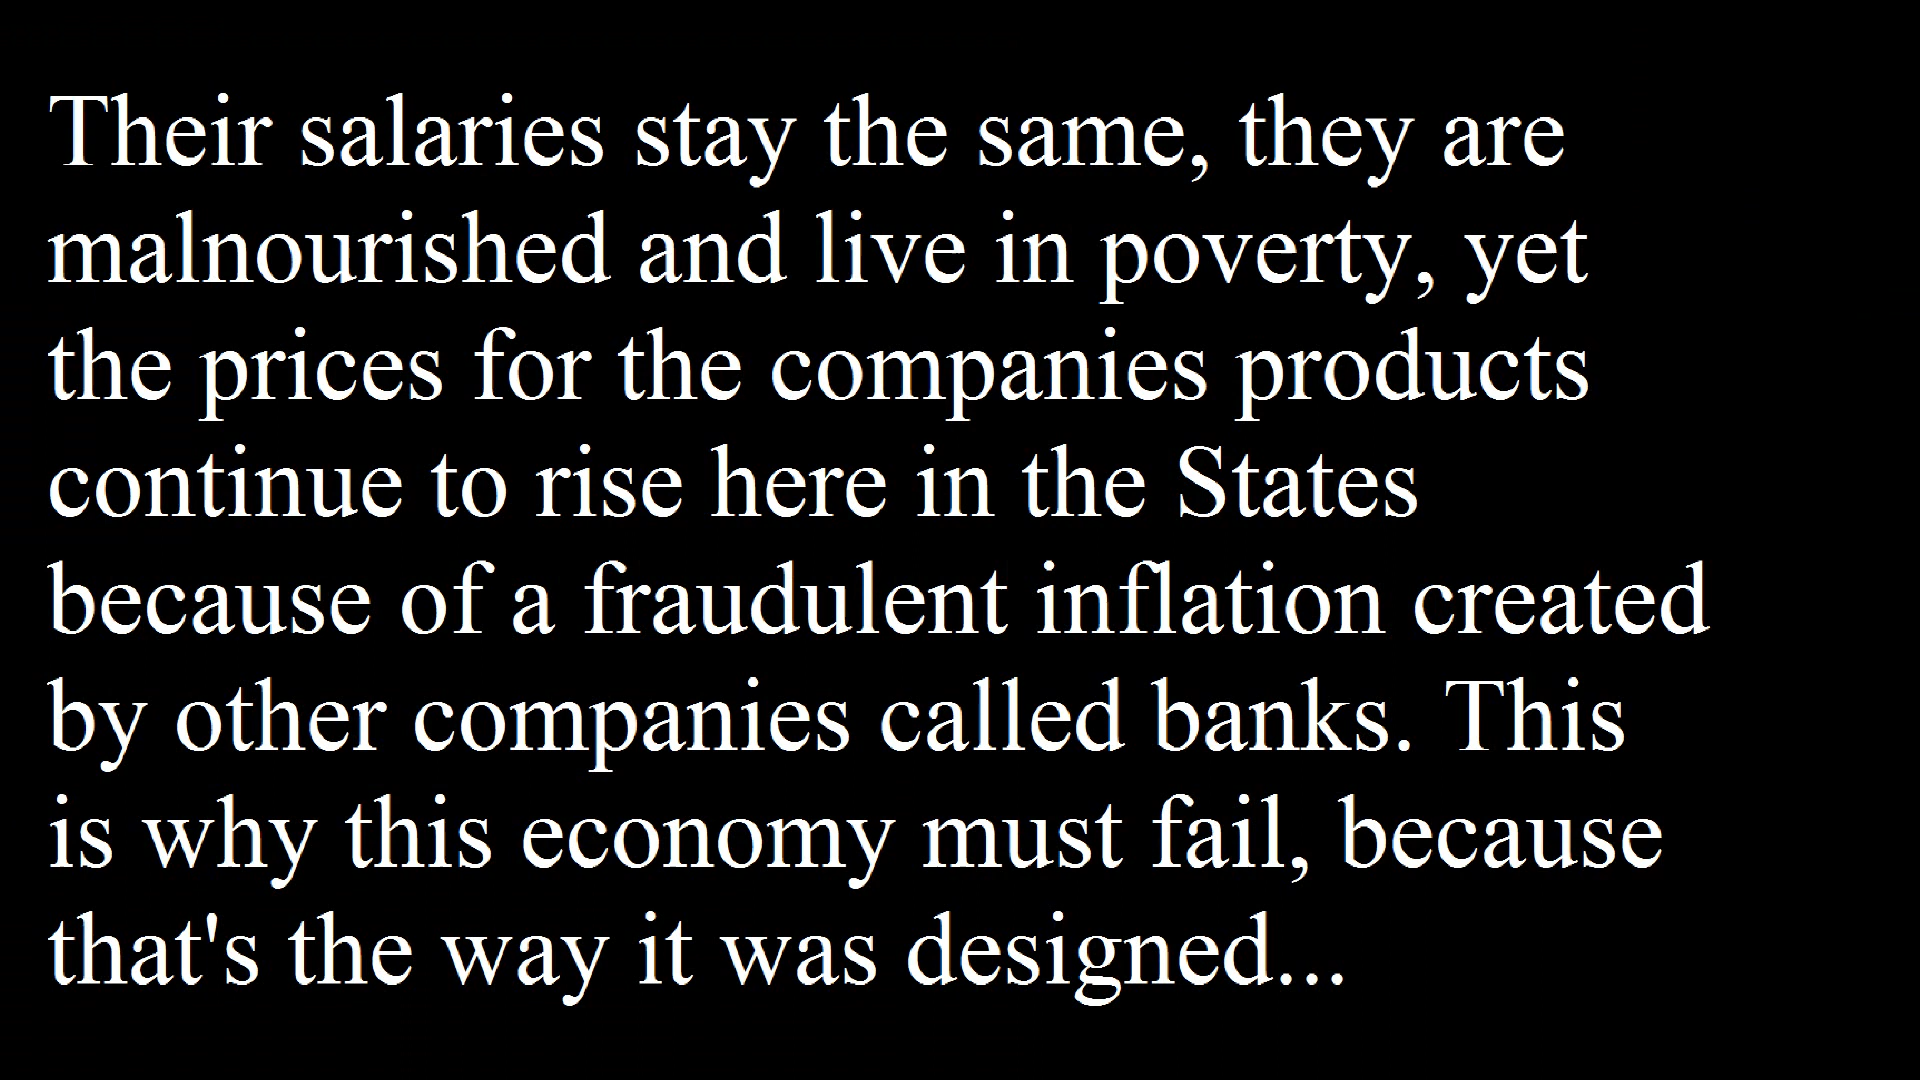 Their salaries stay the same, they are
malnourished and live in poverty, yet
the prices for the companies products
continue to rise here in the States
because of a fraudulent inflation created
by other companies called banks. This
is why this economy must fail, because
that's the way it was designed...